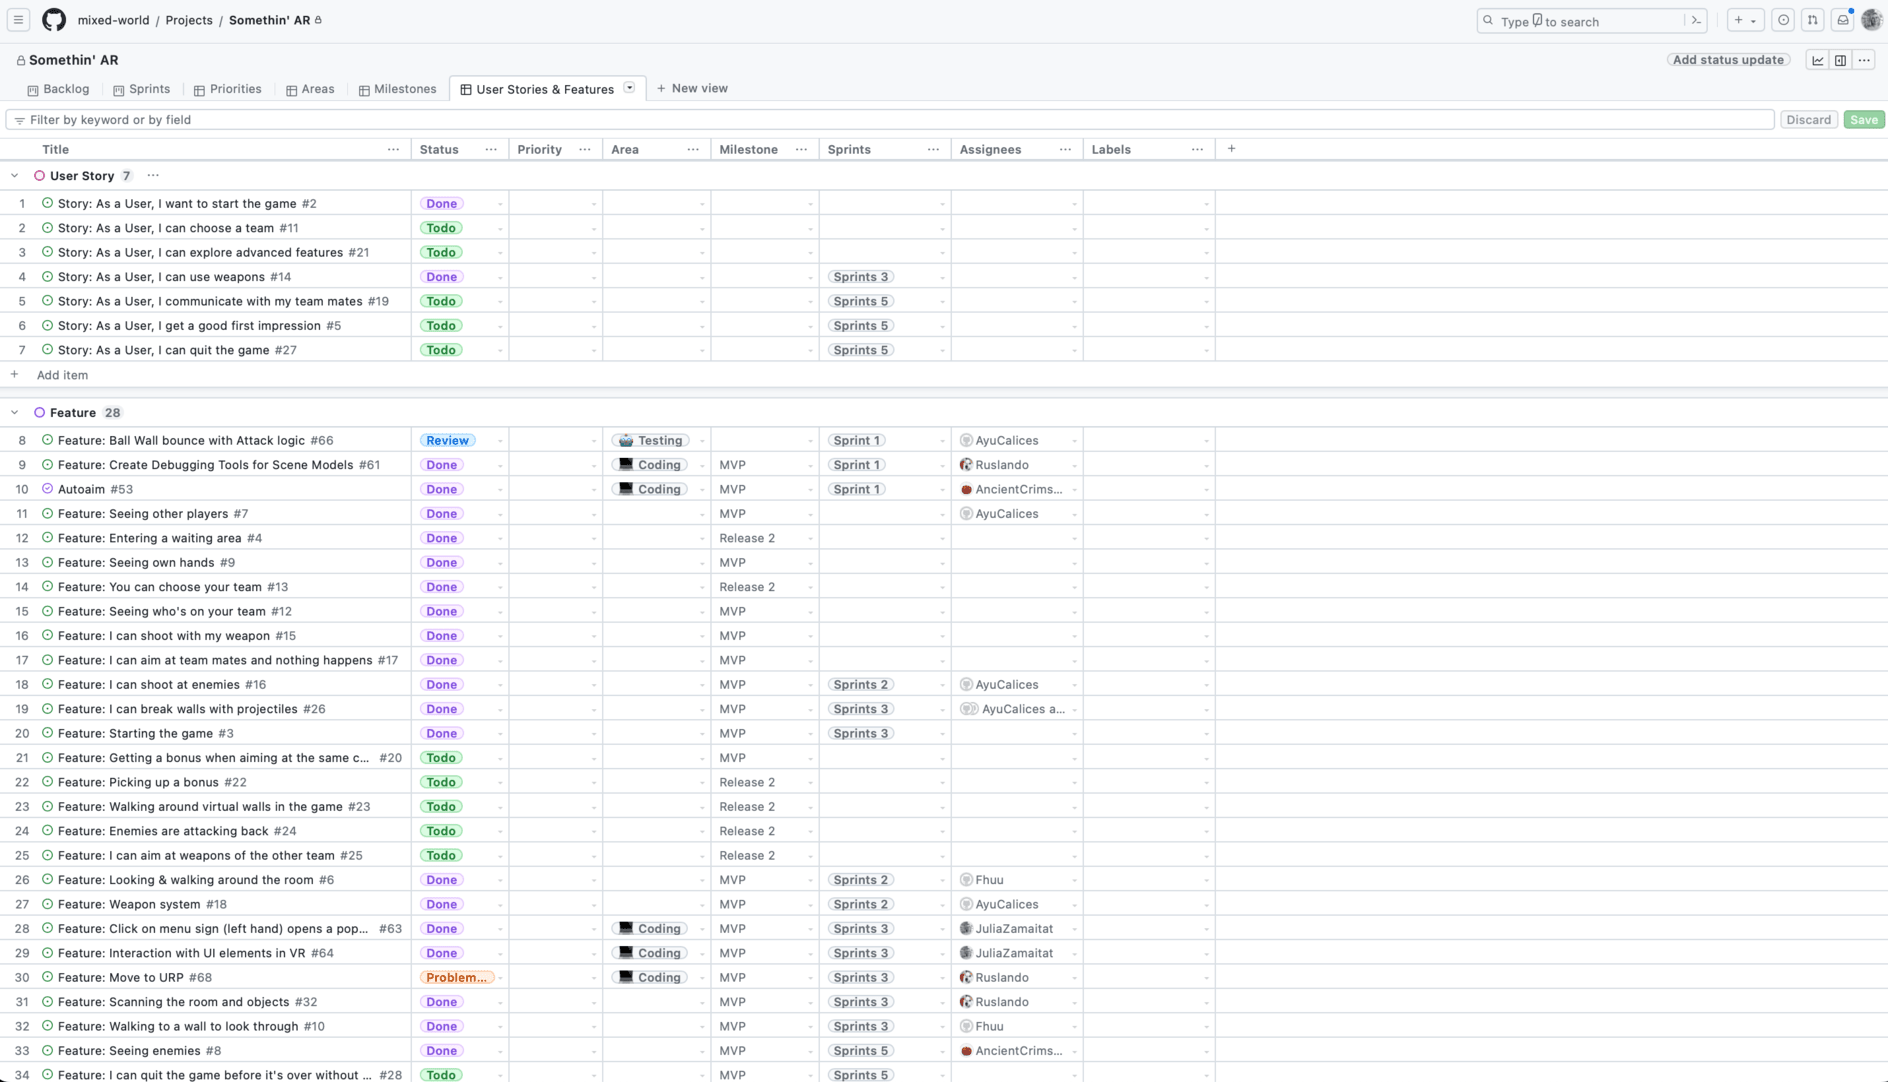 mixed-world / Projects / Somethin' AR
Type / to search
Somethin' AR
Add status update
Backlog Sprints Priorities Areas Milestones User Stories & Features + New view
Filter by keyword or by field Discard Save
Title Status Priority Area Milestone Sprints Assignees Labels +
User Story 7
1 Story: As a User, I want to start the game #2 Done
2 Story: As a User, I can choose a team #11 Todo
3 Story: As a User, I can explore advanced features #21 Todo
4 Story: As a User, I can use weapons #14 Done Sprints 3
5 Story: As a User, I communicate with my team mates #19 Todo Sprints 5
6 Story: As a User, I get a good first impression #5 Todo Sprints 5
7 Story: As a User, I can quit the game #27 Todo Sprints 5
+ Add item
Feature 28
8 Feature: Ball Wall bounce with Attack logic #66 Review Testing Sprint 1 AyuCalices
9 Feature: Create Debugging Tools for Scene Models #61 Done Coding MVP Sprint 1 Ruslando
10 Autoaim #53 Done Coding MVP Sprint 1 AncientCrims...
11 Feature: Seeing other players #7 Done MVP AyuCalices
12 Feature: Entering a waiting area #4 Done Release 2
13 Feature: Seeing own hands #9 Done MVP
14 Feature: You can choose your team #13 Done Release 2
15 Feature: Seeing who's on your team #12 Done MVP
16 Feature: I can shoot with my weapon #15 Done MVP
17 Feature: I can aim at team mates and nothing happens #17 Done MVP
18 Feature: I can shoot at enemies #16 Done MVP Sprints 2 AyuCalices
19 Feature: I can break walls with projectiles #26 Done MVP Sprints 3 AyuCalices a...
20 Feature: Starting the game #3 Done MVP Sprints 3
21 Feature: Getting a bonus when aiming at the same c... #20 Todo MVP
22 Feature: Picking up a bonus #22 Todo Release 2
23 Feature: Walking around virtual walls in the game #23 Todo Release 2
24 Feature: Enemies are attacking back #24 Todo Release 2
25 Feature: I can aim at weapons of the other team #25 Todo Release 2
26 Feature: Looking & walking around the room #6 Done MVP Sprints 2 Fhuu
27 Feature: Weapon system #18 Done MVP Sprints 2 AyuCalices
28 Feature: Click on menu sign (left hand) opens a pop... #63 Done Coding MVP Sprints 3 JuliaZamaitat
29 Feature: Interaction with UI elements in VR #64 Done Coding MVP Sprints 3 JuliaZamaitat
30 Feature: Move to URP #68 Problem... Coding MVP Sprints 3 Ruslando
31 Feature: Scanning the room and objects #32 Done MVP Sprints 3 Ruslando
32 Feature: Walking to a wall to look through #10 Done MVP Sprints 3 Fhuu
33 Feature: Seeing enemies #8 Done MVP Sprints 5 AncientCrims...
34 Feature: I can quit the game before it's over without ... #28 Todo MVP Sprints 5